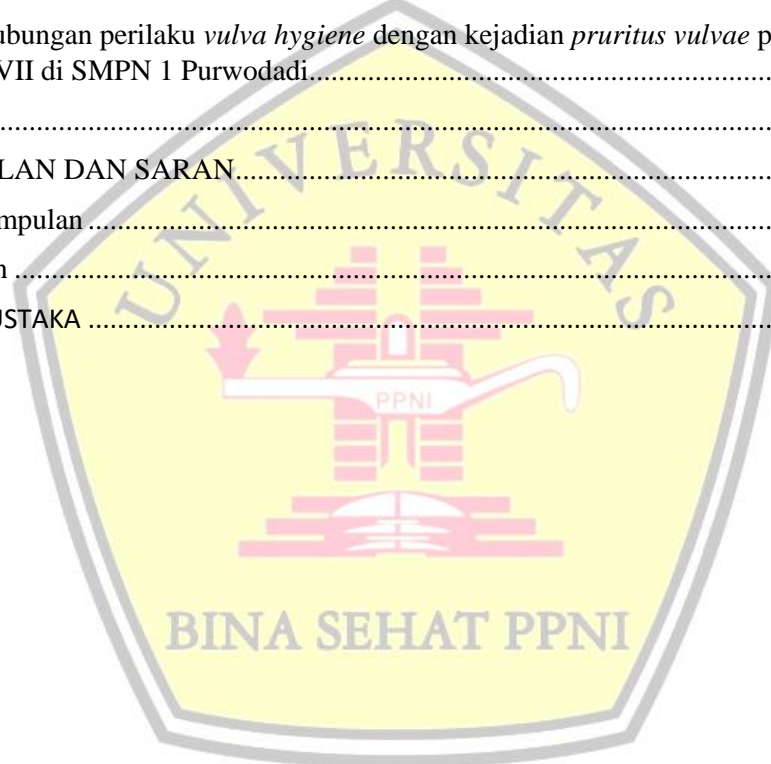 ubungan perilaku vulva hygiene dengan kejadian pruritus vulvae p
VII di SMPN 1 Purwodadi........................................................................
........................................................................................................................
LAN DAN SARAN....................................................................................
mpulan........................................................................................................
n ....................................................................................................................
USTAKA ........................................................................................................
UNIVERSITAS
PPNI
BINA SEHAT PPNI